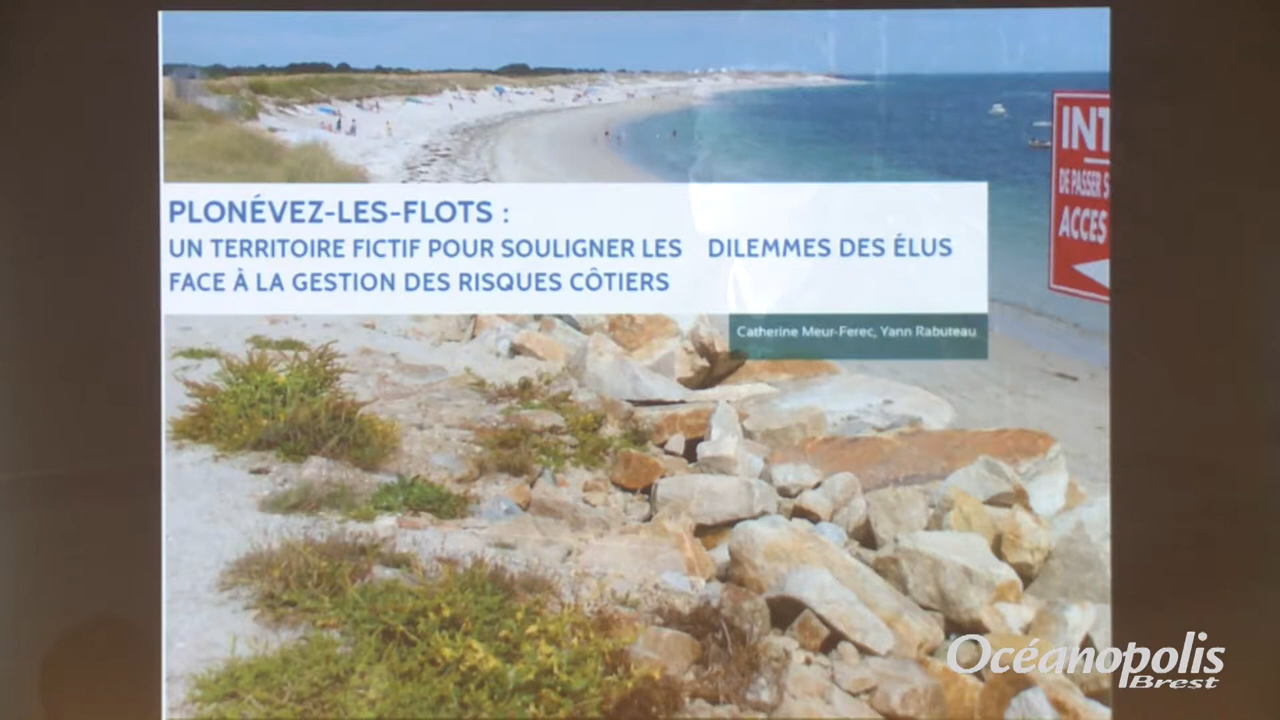 INT
DE PASSER S
ACCES
PLONÉVEZ-LES-FLOTS :
UN TERRITOIRE FICTIF POUR SOULIGNER LES DILEMMES DES ÉLUS
FACE À LA GESTION DES RISQUES CÔTIERS
Catherine Meur-Ferec, Yann Rabuteau
Océanopolis
Brest